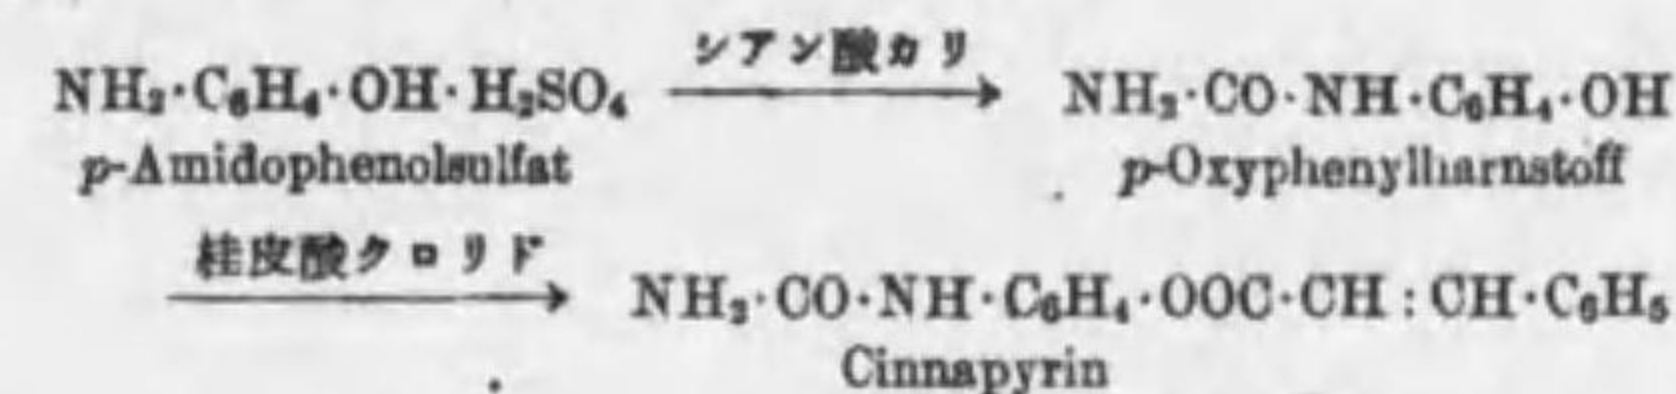 シアン酸カリ
NH₂·C₆H₄·OH·H₂SO₄ → NH₂·CO·NH·C₆H₄·OH
p-Amidophenolsulfat p-Oxyphenylharnstoff
桂皮酸クロリド
→ NH₂·CO·NH·C₆H₄·OOC·CH:CH·C₆H₅
Cinnapyrin